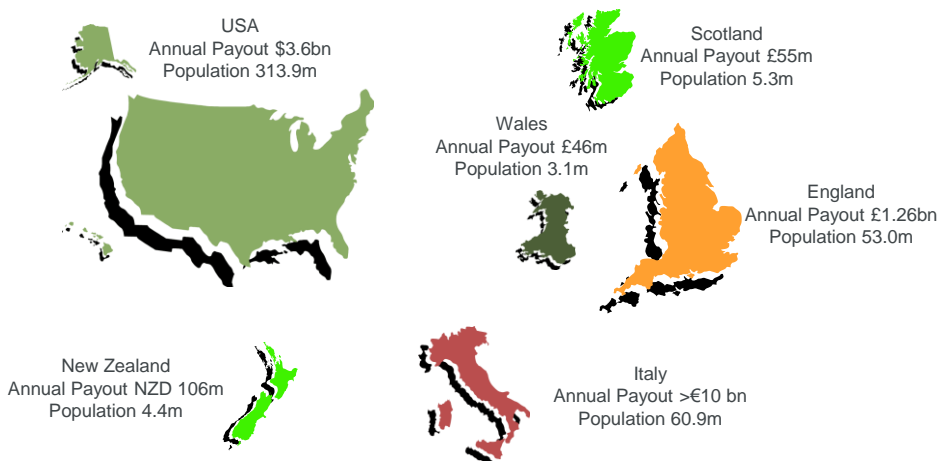 USA
Annual Payout $3.6bn
Population 313.9m
Scotland
Annual Payout £55m
Population 5.3m
Wales
Annual Payout £46m
Population 3.1m
England
Annual Payout £1.26bn
Population 53.0m
New Zealand
Annual Payout NZD 106m
Population 4.4m
Italy
Annual Payout >€10 bn
Population 60.9m